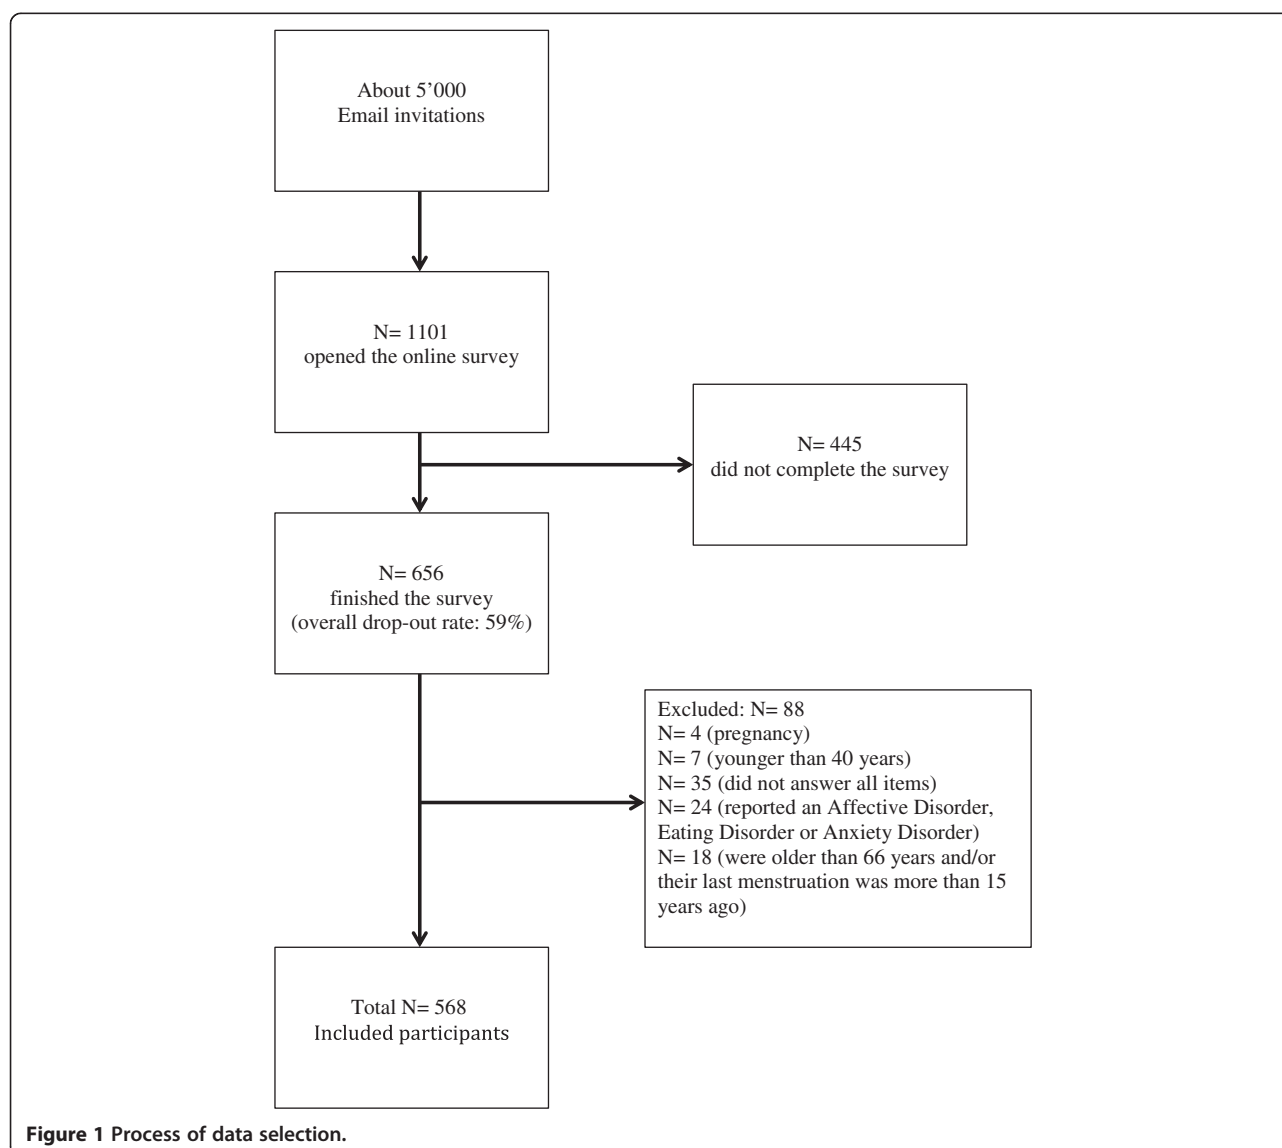 About 5’000
Email invitations
N= 1101
opened the online survey
N= 445
did not complete the survey
N= 656
finished the survey
(overall drop-out rate: 59%)
Excluded: N= 88
N= 4 (pregnancy)
N= 7 (younger than 40 years)
N= 35 (did not answer all items)
N= 24 (reported an Affective Disorder,
Eating Disorder or Anxiety Disorder)
N= 18 (were older than 66 years and/or
their last menstruation was more than 15
years ago)
Total N= 568
Included participants
Figure 1 Process of data selection.